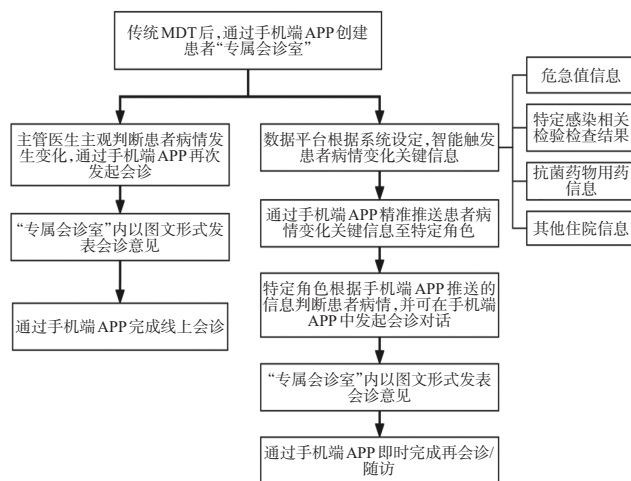 传统MDT后，通过手机端APP创建
患者“专属会诊室”
主管医生主观判断患者病情发
生变化，通过手机端APP再次
发起会诊
“专属会诊室”内以图文形式发
表会诊意见
通过手机端APP完成线上会诊
数据平台根据系统设定，智能触发
患者病情变化关键信息
通过手机端APP精准推送患者病
情变化关键信息至特定角色
特定角色根据手机端APP推送的
信息判断患者病情，并可在手机端
APP中发起会诊对话
“专属会诊室”内以图文形式发表
会诊意见
通过手机端APP即时完成再会诊/
随访
危急值信息
特定感染相关
检验检查结果
抗菌药物用药
信息
其他住院信息